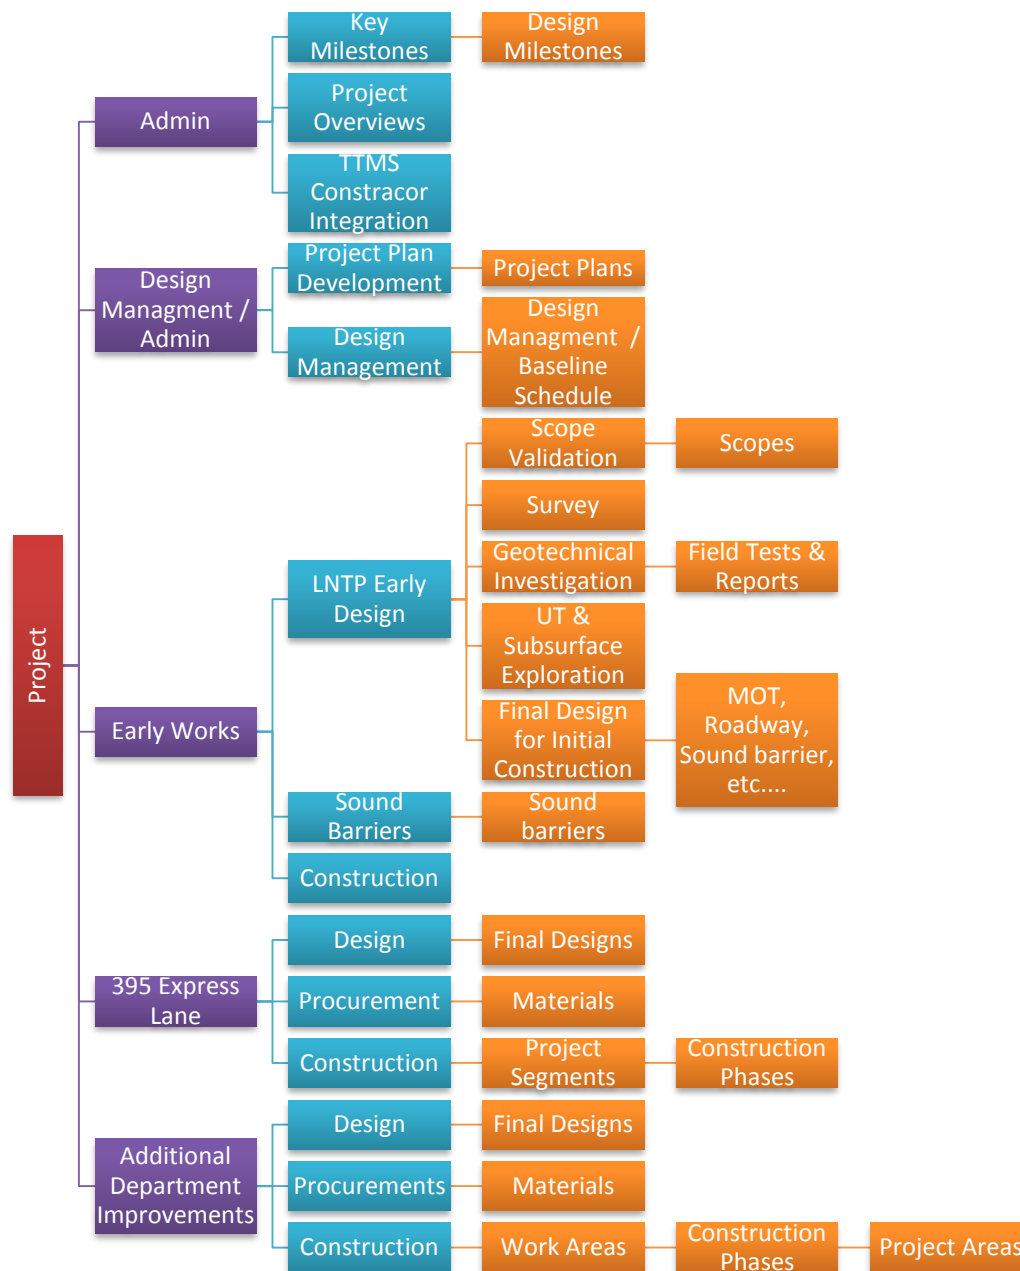 Project
Admin
Key
Milestones
Design
Milestones
Project
Overviews
TTMS
Constracor
Integration
Design
Managment /
Admin
Project Plan
Development
Project Plans
Design
Management
Design
Managment /
Baseline
Schedule
Early Works
LNTP Early
Design
Scope
Validation
Scopes
Survey
Geotechnical
Investigation
Field Tests &
Reports
UT &
Subsurface
Exploration
Final Design
for Initial
Construction
MOT,
Roadway,
Sound barrier,
etc....
Sound
Barriers
Sound
barriers
Construction
395 Express
Lane
Design
Final Designs
Procurement
Materials
Construction
Project
Segments
Construction
Phases
Additional
Department
Improvements
Design
Final Designs
Procurements
Materials
Construction
Work Areas
Construction
Phases
Project Areas